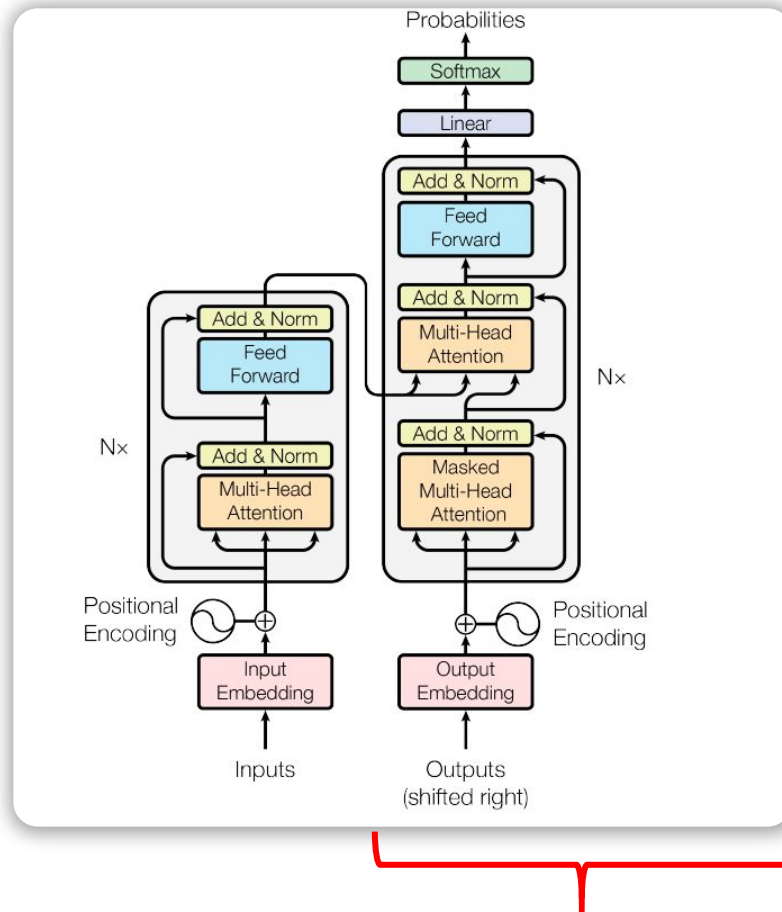 Probabilities
Softmax
Linear
Add & Norm
Feed
Forward
Add & Norm
Multi-Head
Attention
Nx
Add & Norm
Masked
Multi-Head
Attention
Add & Norm
Feed
Forward
Nx
Add & Norm
Multi-Head
Attention
Positional
Encoding
Positional
Encoding
Input
Embedding
Output
Embedding
Inputs
Outputs
(shifted right)